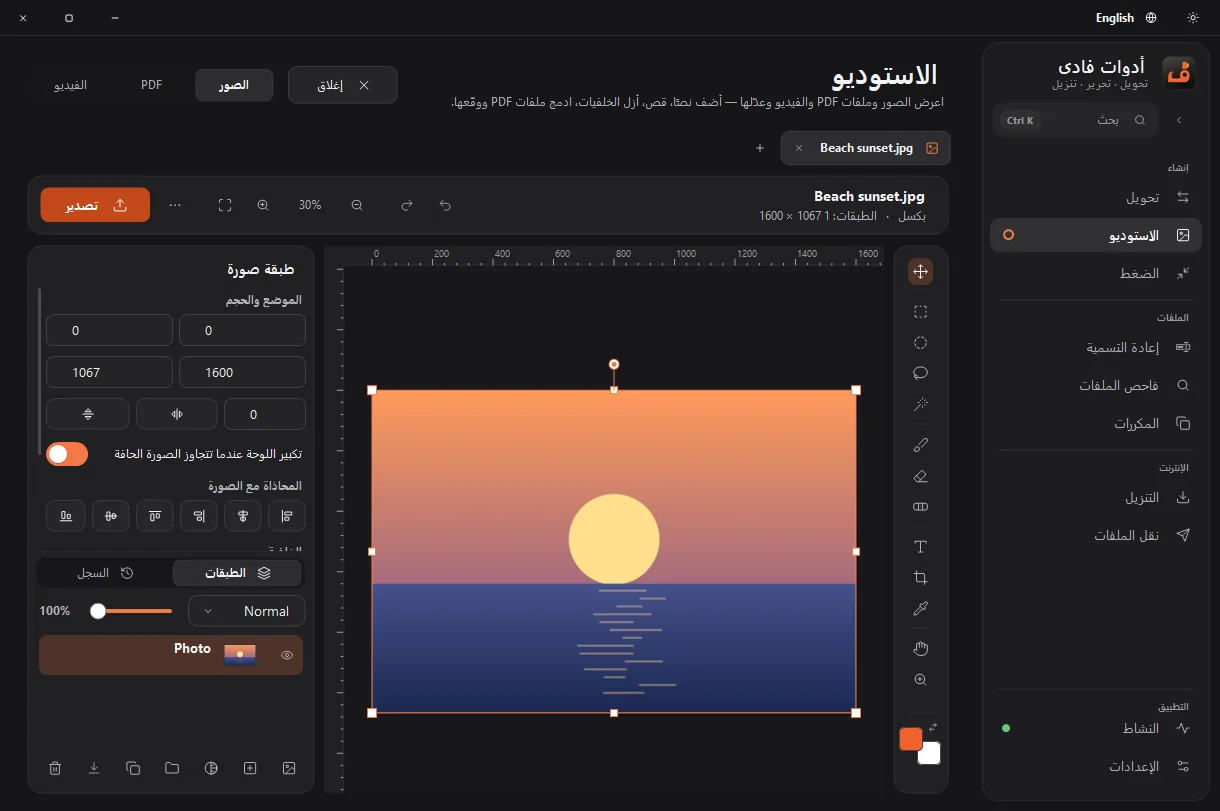 English
أدوات فادى
تحويل · تحرير · تنزيل
بحث
Ctrl K
إنشاء
تحويل
الاستوديو
الضغط
الملفات
إعادة التسمية
فاحص الملفات
المكررات
الإنترنت
التنزيل
نقل الملفات
التطبيق
النشاط
الإعدادات
الاستوديو
اعرض الصور وملفات PDF والفيديو وعدّلها — أضف نصًا، قص، أزل الخلفيات، ادمج ملفات PDF ووقّعها.
إغلاق
الصور
PDF
الفيديو
Beach sunset.jpg
Beach sunset.jpg
1600 × 1067 بكسل · الطبقات: 1
30%
تصدير
0 200 400 600 800 1000 1200 1400 1600
طبقة صورة
الموضع والحجم
0 0
1600 1067
0
تكبير اللوحة عندما تتجاوز الصورة الحافة
المحاذاة مع الصورة
الطبقات
السجل
Normal
100%
Photo